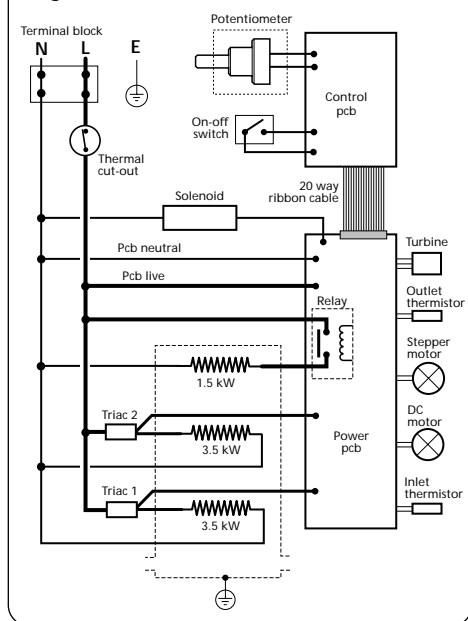 Potentiometer
Terminal block
N L E
Control
pcb
On-off
switch
Thermal
cut-out
20 way
ribbon cable
Solenoid
Turbine
Pcb neutral
Pcb live
Outlet
thermistor
Relay
Stepper
motor
1.5 kW
DC
motor
Triac 2
Power
pcb
3.5 kW
Inlet
thermistor
Triac 1
3.5 kW